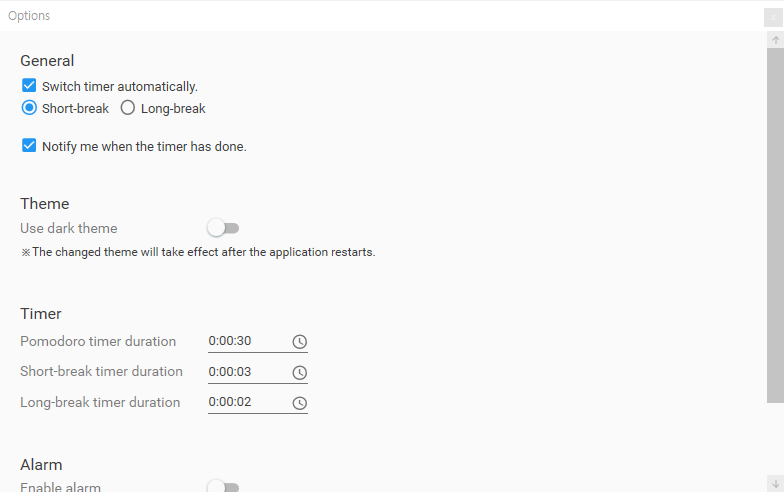 Options
General
Switch timer automatically.
Short-break Long-break
Notify me when the timer has done.
Theme
Use dark theme
※The changed theme will take effect after the application restarts.
Timer
Pomodoro timer duration 0:00:30
Short-break timer duration 0:00:03
Long-break timer duration 0:00:02
Alarm
Enable alarm